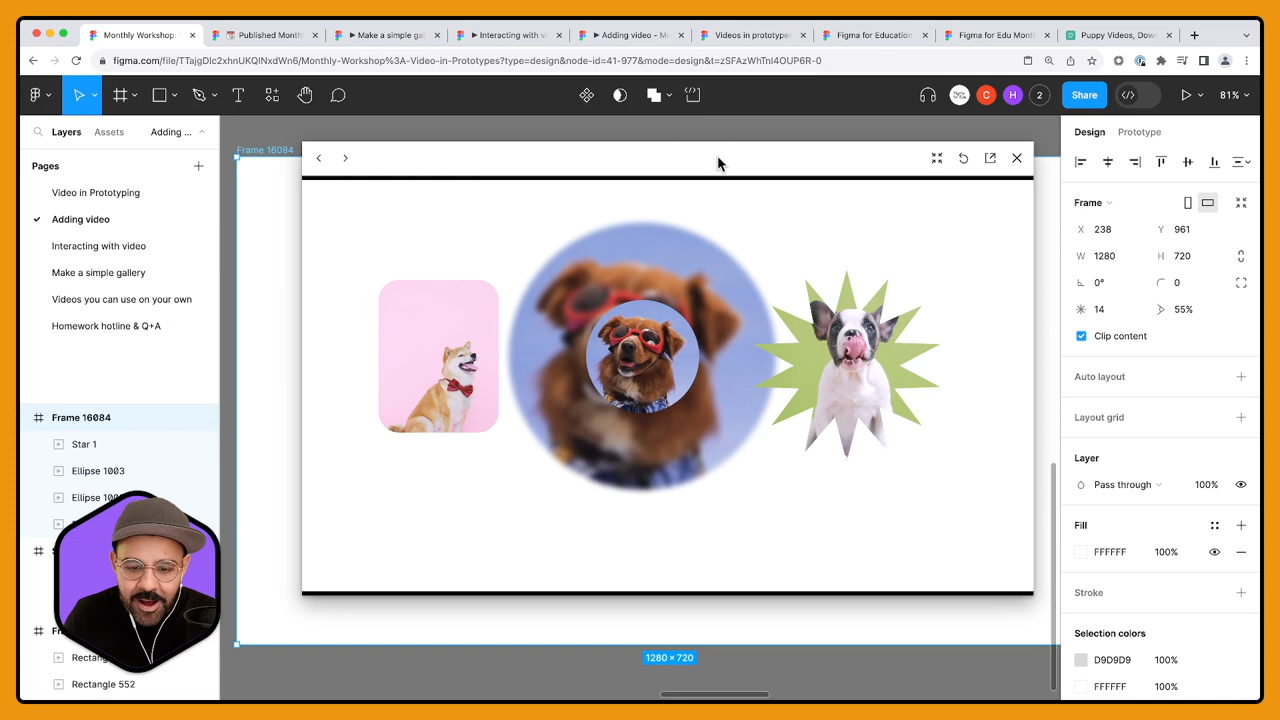 Monthly Workshop:
Published Month
▶ Make a simple gal
▶ Interacting with vi
▶ Adding video - M
Videos in prototypes
Figma for Education
Figma for Edu Mont
Puppy Videos, Dow
figma.com/file/TTajgDlc2xhnUKQINxdWn6/Monthly-Workshop%3A-Video-in-Prototypes?type=design&node-id=41-977&mode=design&t=zSFAzWhTnI4OUP6R-0
C
H
2
Share
81%
Layers
Assets
Adding ...
Pages
Video in Prototyping
Adding video
Interacting with video
Make a simple gallery
Videos you can use on your own
Homework hotline & Q+A
Frame 16084
Star 1
Ellipse 1003
Ellipse 100
Rectang
Rectangle 552
Frame 16084
1280 × 720
Design
Prototype
Frame
X 238
Y 961
W 1280
H 720
0°
0
14
55%
Clip content
Auto layout
Layout grid
Layer
Pass through
100%
Fill
FFFFFF
100%
Stroke
Selection colors
D9D9D9
100%
FFFFFF
100%